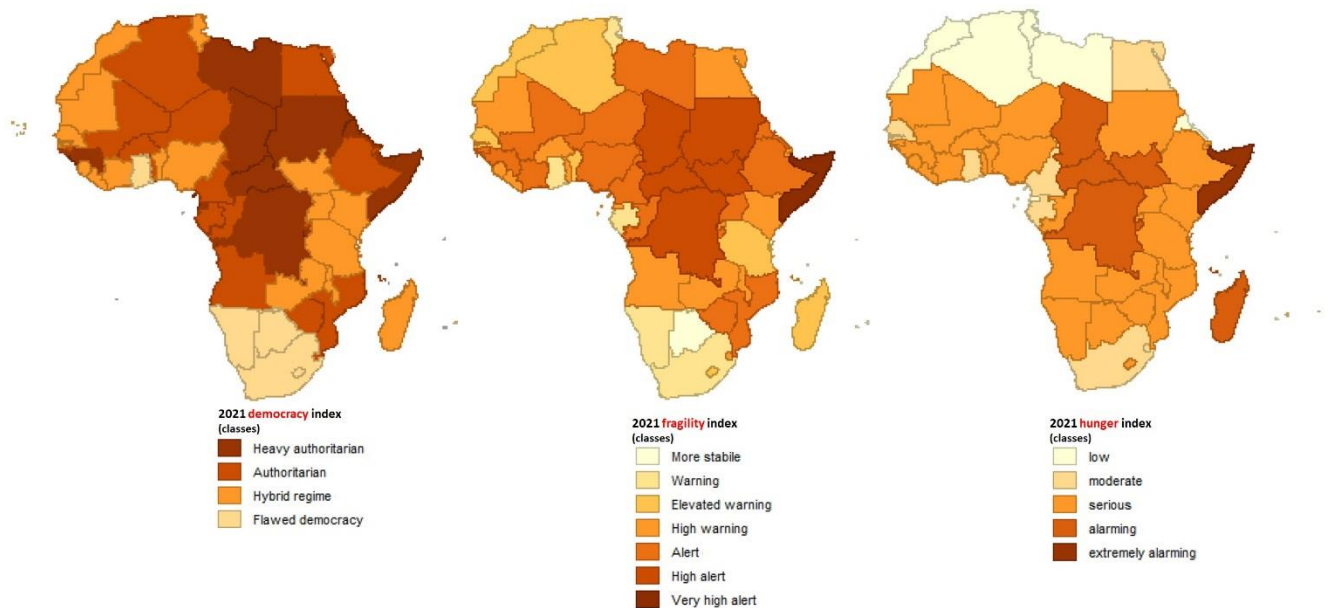 2021 democracy index
(classes)
Heavy authoritarian
Authoritarian
Hybrid regime
Flawed democracy
2021 fragility index
(classes)
More stabile
Warning
Elevated warning
High warning
Alert
High alert
Very high alert
2021 hunger index
(classes)
low
moderate
serious
alarming
extremely alarming